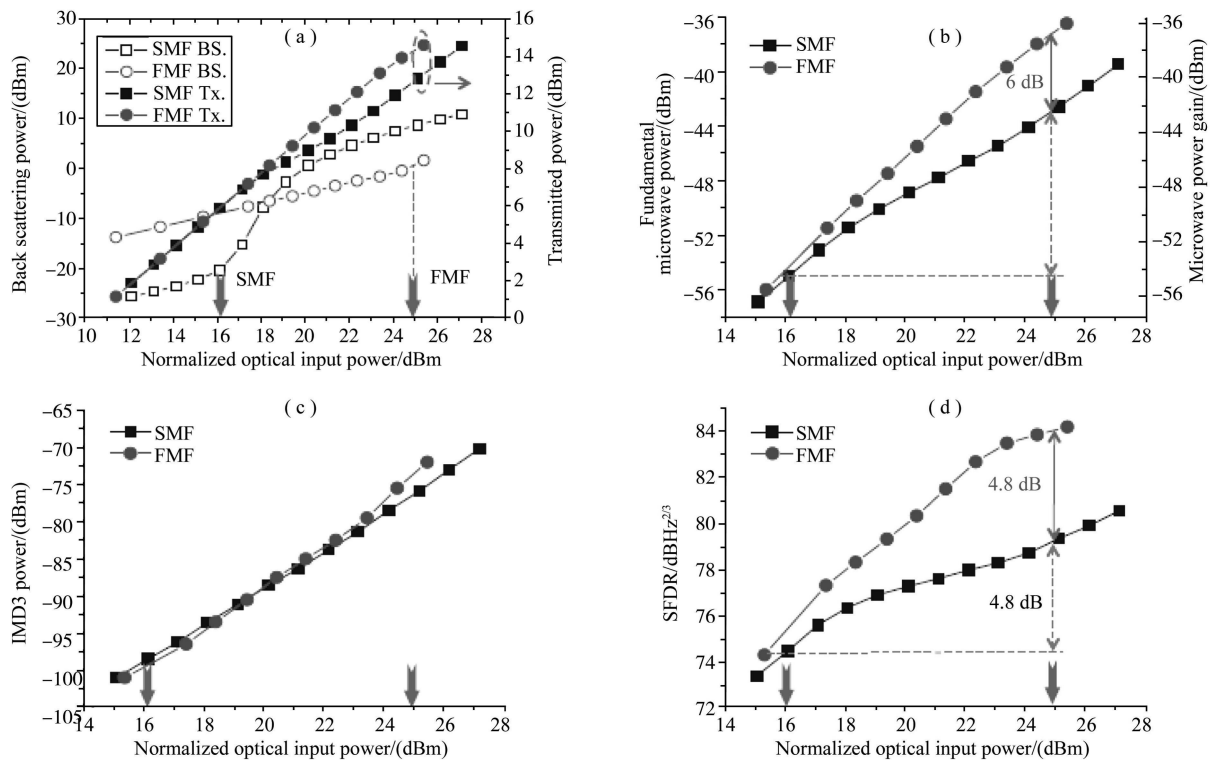 ( a )
SMF BS.
FMF BS.
SMF Tx.
FMF Tx.
Back scattering power/(dBm)
30
20
10
0
−10
−20
−30
Transmitted power/(dBm)
16
14
12
10
8
6
4
2
0
SMF
FMF
10 12 14 16 18 20 22 24 26 28
Normalized optical input power/dBm
( b )
SMF
FMF
Fundamental
microwave power/(dBm)
−36
−40
−44
−48
−52
−56
Microwave power gain/(dBm)
−36
−40
−44
−48
−52
−56
6 dB
14 16 18 20 22 24 26 28
Normalized optical input power/dBm
( c )
SMF
FMF
IMD3 power/(dBm)
−65
−70
−75
−80
−85
−90
−95
−100
−105
14 16 18 20 22 24 26 28
Normalized optical input power/(dBm)
( d )
SMF
FMF
SFDR/dBHz2/3
84
82
80
78
76
74
72
4.8 dB
4.8 dB
14 16 18 20 22 24 26 28
Normalized optical input power/(dBm)